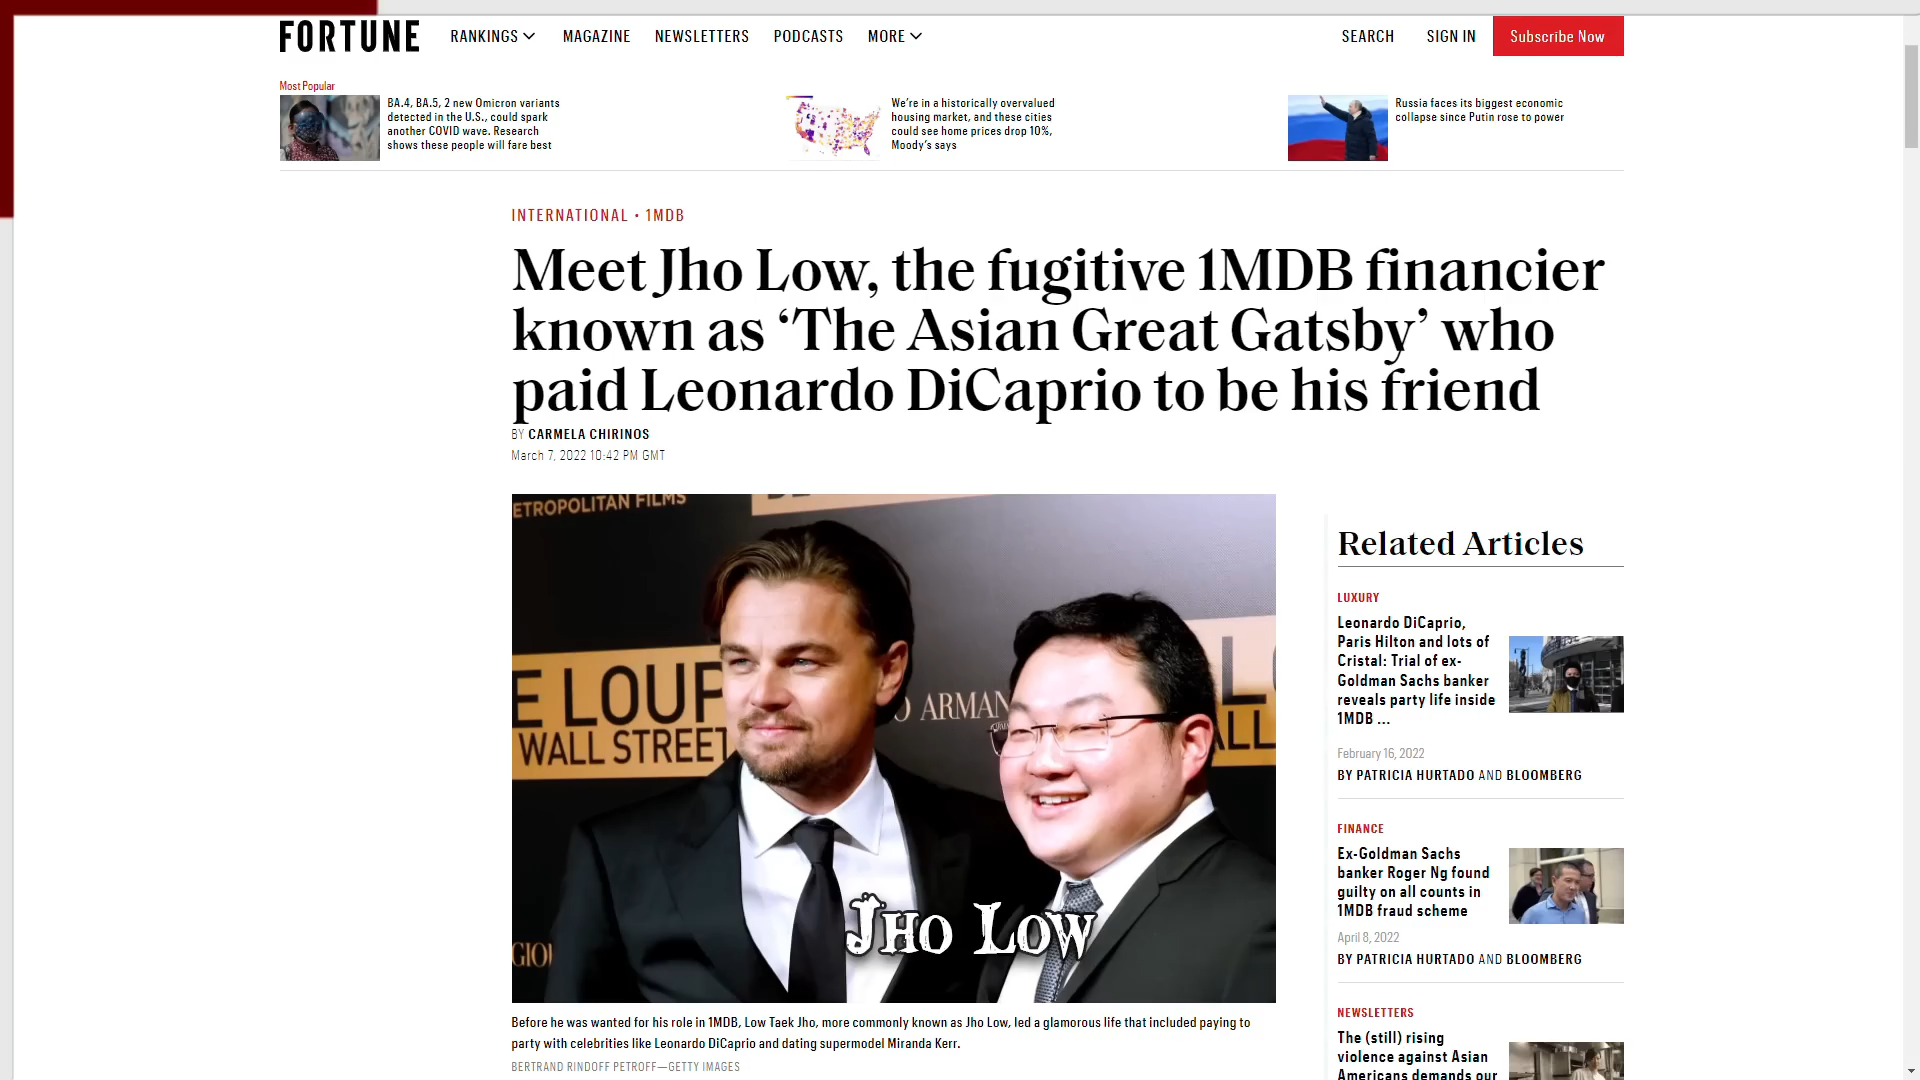 FORTUNE
RANKINGS
MAGAZINE
NEWSLETTERS
PODCASTS
MORE
SEARCH
SIGN IN
Subscribe Now
Most Popular
BA.4, BA.5, 2 new Omicron variants
detected in the U.S., could spark
another COVID wave. Research
shows these people will fare best
We're in a historically overvalued
housing market, and these cities
could see home prices drop 10%,
Moody's says
Russia faces its biggest economic
collapse since Putin rose to power
INTERNATIONAL • 1MDB
Meet Jho Low, the fugitive 1MDB financier
known as ‘The Asian Great Gatsby’ who
paid Leonardo DiCaprio to be his friend
BY CARMELA CHIRINOS
March 7, 2022 10:42 PM GMT
ETROPOLITAN FILMS
E LOUP
WALL STREET
O ARMAN
ALL
GIO
JHO LOW
Before he was wanted for his role in 1MDB, Low Taek Jho, more commonly known as Jho Low, led a glamorous life that included paying to
party with celebrities like Leonardo DiCaprio and dating supermodel Miranda Kerr.
BERTRAND RINDOFF PETROFF—GETTY IMAGES
Related Articles
LUXURY
Leonardo DiCaprio,
Paris Hilton and lots of
Cristal: Trial of ex-
Goldman Sachs banker
reveals party life inside
1MDB ...
February 16, 2022
BY PATRICIA HURTADO AND BLOOMBERG
FINANCE
Ex-Goldman Sachs
banker Roger Ng found
guilty on all counts in
1MDB fraud scheme
April 8, 2022
BY PATRICIA HURTADO AND BLOOMBERG
NEWSLETTERS
The (still) rising
violence against Asian
Americans demands our